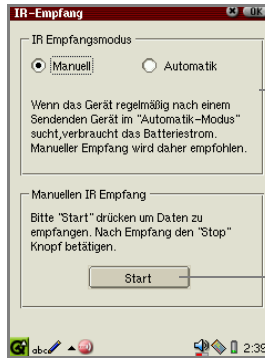 IR-Empfang OK
IR Empfangsmodus
Manuell Automatik
Wenn das Gerät regelmäßig nach einem
Sendenden Gerät im "Automatik-Modus"
sucht,verbraucht das Batteriestrom.
Manueller Empfang wird daher empfohlen.
Manuellen IR Empfang
Bitte "Start" drücken um Daten zu
empfangen. Nach Empfang den "Stop"
Knopf betätigen.
Start
abc 2:39